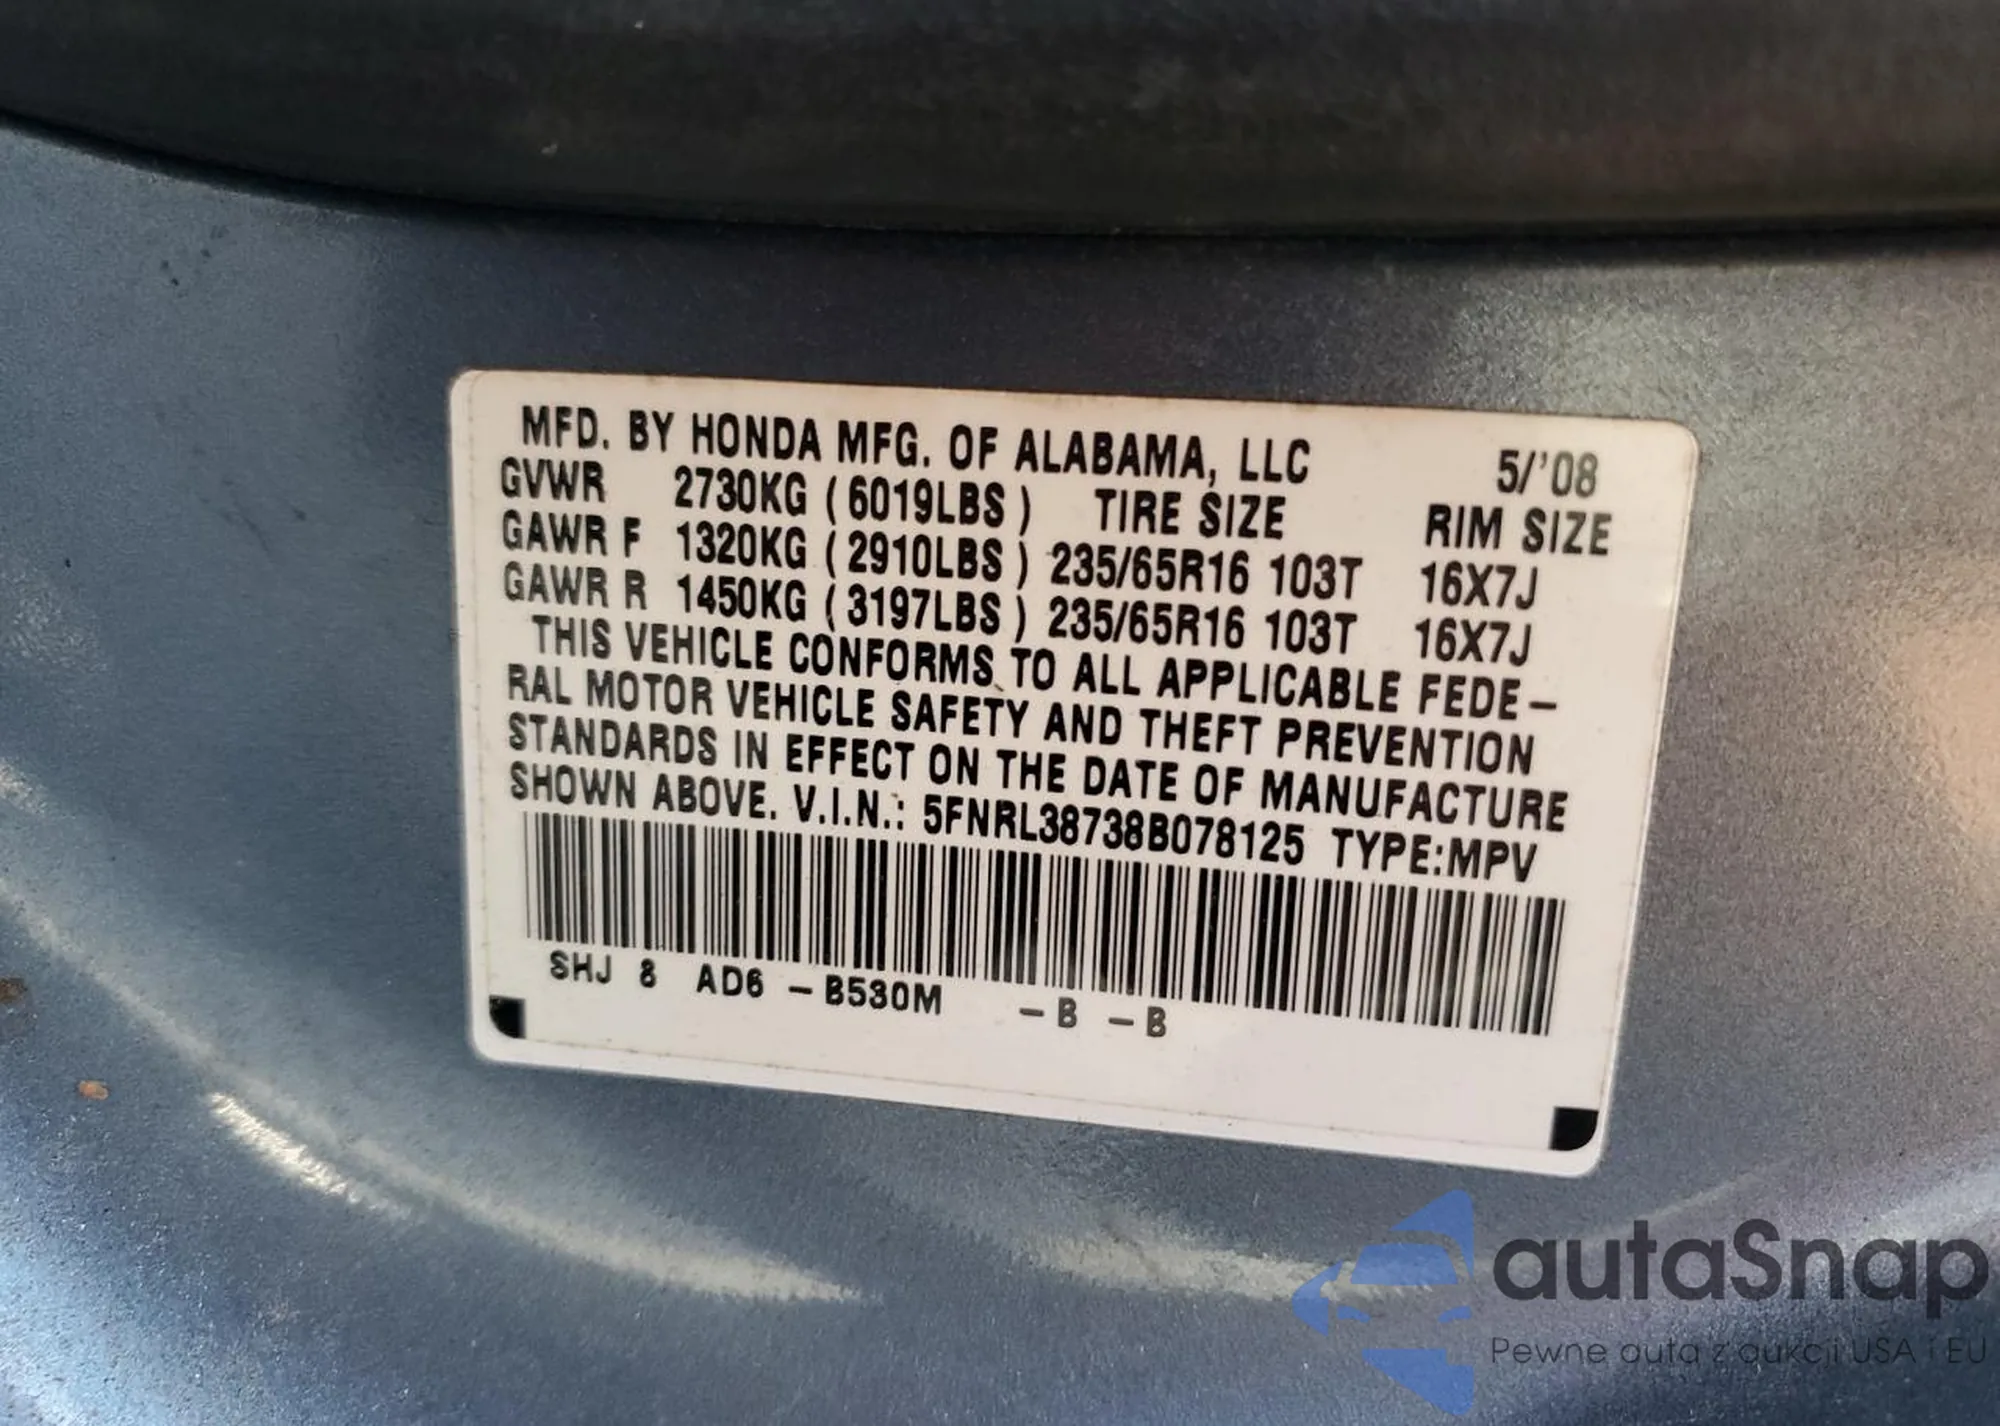 MFD. BY HONDA MFG. OF ALABAMA, LLC 5/'08
GVWR 2730KG ( 6019LBS ) TIRE SIZE RIM SIZE
GAWR F 1320KG ( 2910LBS ) 235/65R16 103T 16X7J
GAWR R 1450KG ( 3197LBS ) 235/65R16 103T 16X7J
THIS VEHICLE CONFORMS TO ALL APPLICABLE FEDE-
RAL MOTOR VEHICLE SAFETY AND THEFT PREVENTION
STANDARDS IN EFFECT ON THE DATE OF MANUFACTURE
SHOWN ABOVE. V.I.N.: 5FNRL38738B078125 TYPE:MPV
SHJ 8 AD6 -B530M -B -B
autaSnap
Pewne auta z aukcji USA i EU